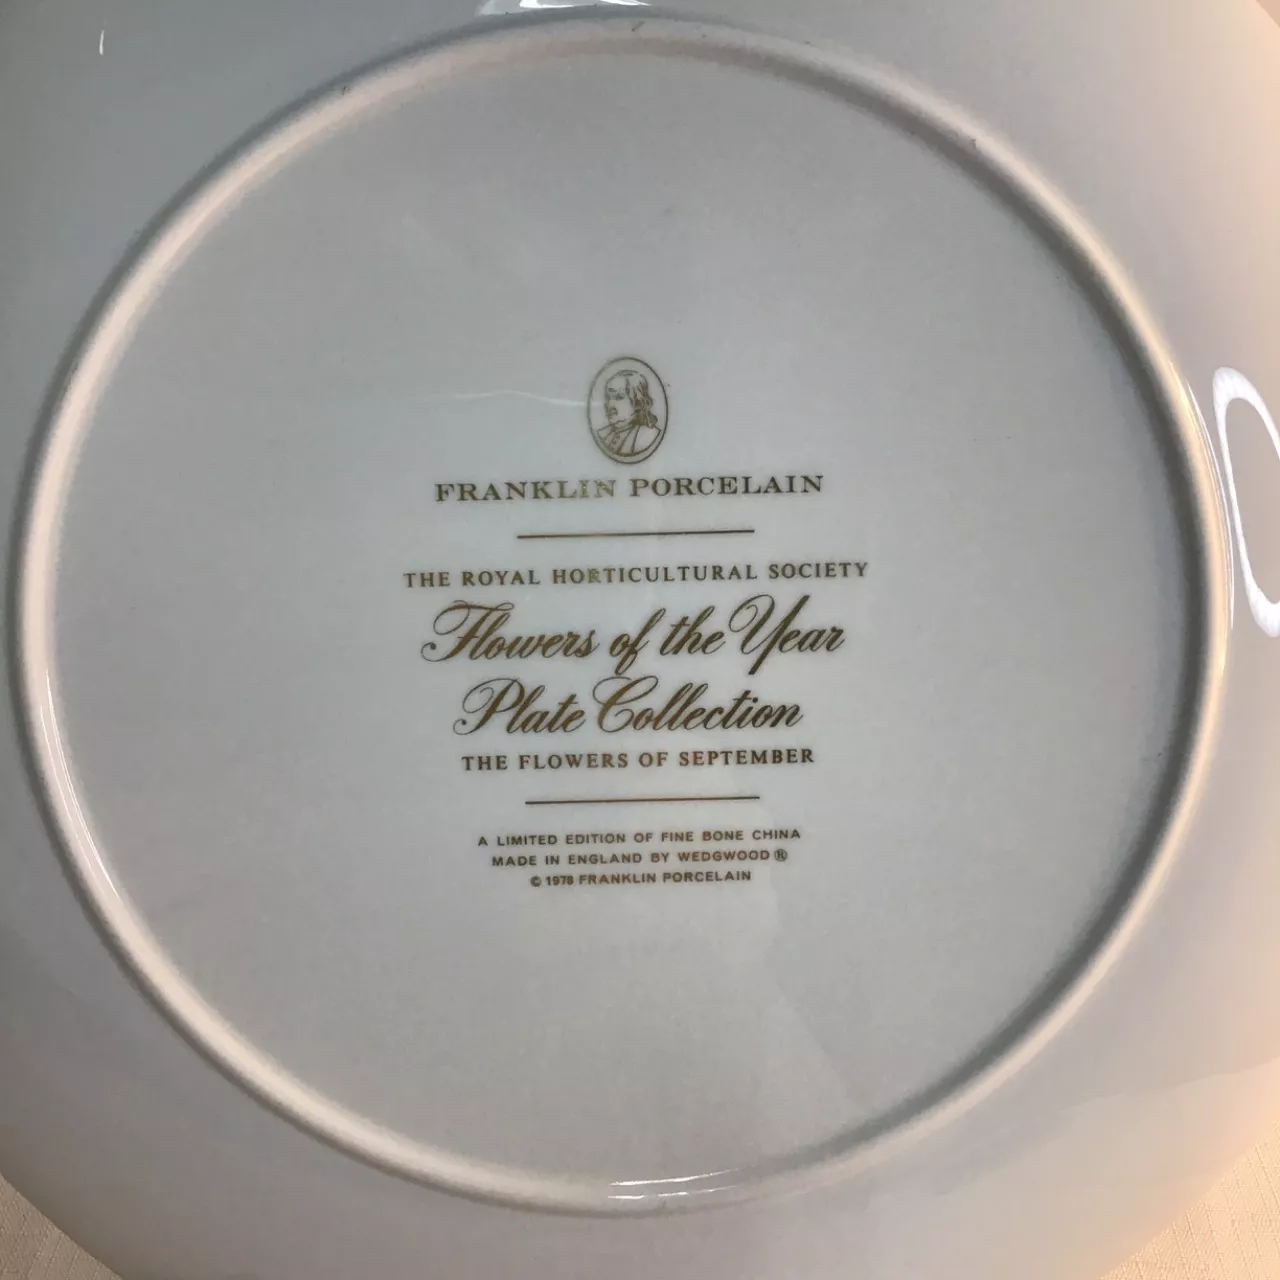 FRANKLIN PORCELAIN
THE ROYAL HORTICULTURAL SOCIETY
Flowers of the Year
Plate Collection
THE FLOWERS OF SEPTEMBER
A LIMITED EDITION OF FINE BONE CHINA
MADE IN ENGLAND BY WEDGWOOD ®
© 1978 FRANKLIN PORCELAIN